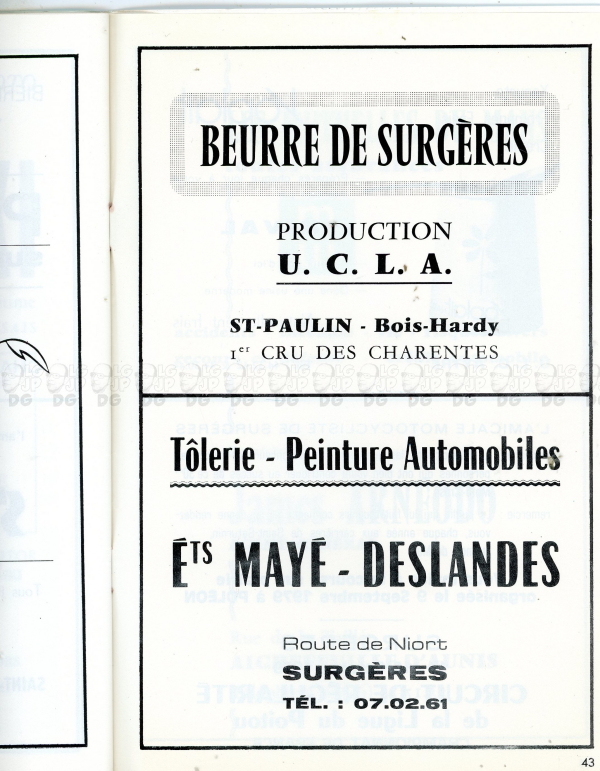 BEURRE DE SURGÈRES
PRODUCTION
U. C. L. A.
ST-PAULIN - Bois-Hardy
1er CRU DES CHARENTES
Tôlerie - Peinture Automobiles
Éts MAYÉ - DESLANDES
Route de Niort
SURGÈRES
TÉL. : 07.02.61
43